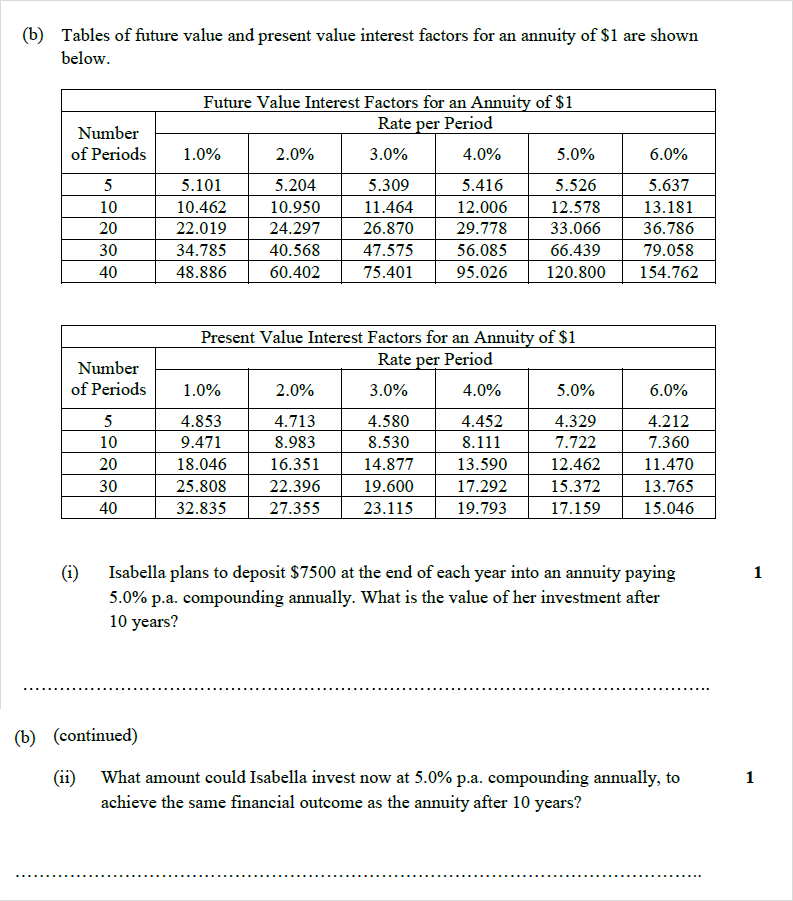 (b) Tables of future value and present value interest factors for an annuity of $1 are shown
below.
Future Value Interest Factors for an Annuity of $1
Number
of Periods
Rate per Period
1.0% 2.0% 3.0% 4.0% 5.0% 6.0%
5 5.101 5.204 5.309 5.416 5.526 5.637
10 10.462 10.950 11.464 12.006 12.578 13.181
20 22.019 24.297 26.870 29.778 33.066 36.786
30 34.785 40.568 47.575 56.085 66.439 79.058
40 48.886 60.402 75.401 95.026 120.800 154.762
Present Value Interest Factors for an Annuity of $1
Number
of Periods
Rate per Period
1.0% 2.0% 3.0% 4.0% 5.0% 6.0%
5 4.853 4.713 4.580 4.452 4.329 4.212
10 9.471 8.983 8.530 8.111 7.722 7.360
20 18.046 16.351 14.877 13.590 12.462 11.470
30 25.808 22.396 19.600 17.292 15.372 13.765
40 32.835 27.355 23.115 19.793 17.159 15.046
(i) Isabella plans to deposit $7500 at the end of each year into an annuity paying 1
5.0% p.a. compounding annually. What is the value of her investment after
10 years?
(b) (continued)
(ii) What amount could Isabella invest now at 5.0% p.a. compounding annually, to 1
achieve the same financial outcome as the annuity after 10 years?